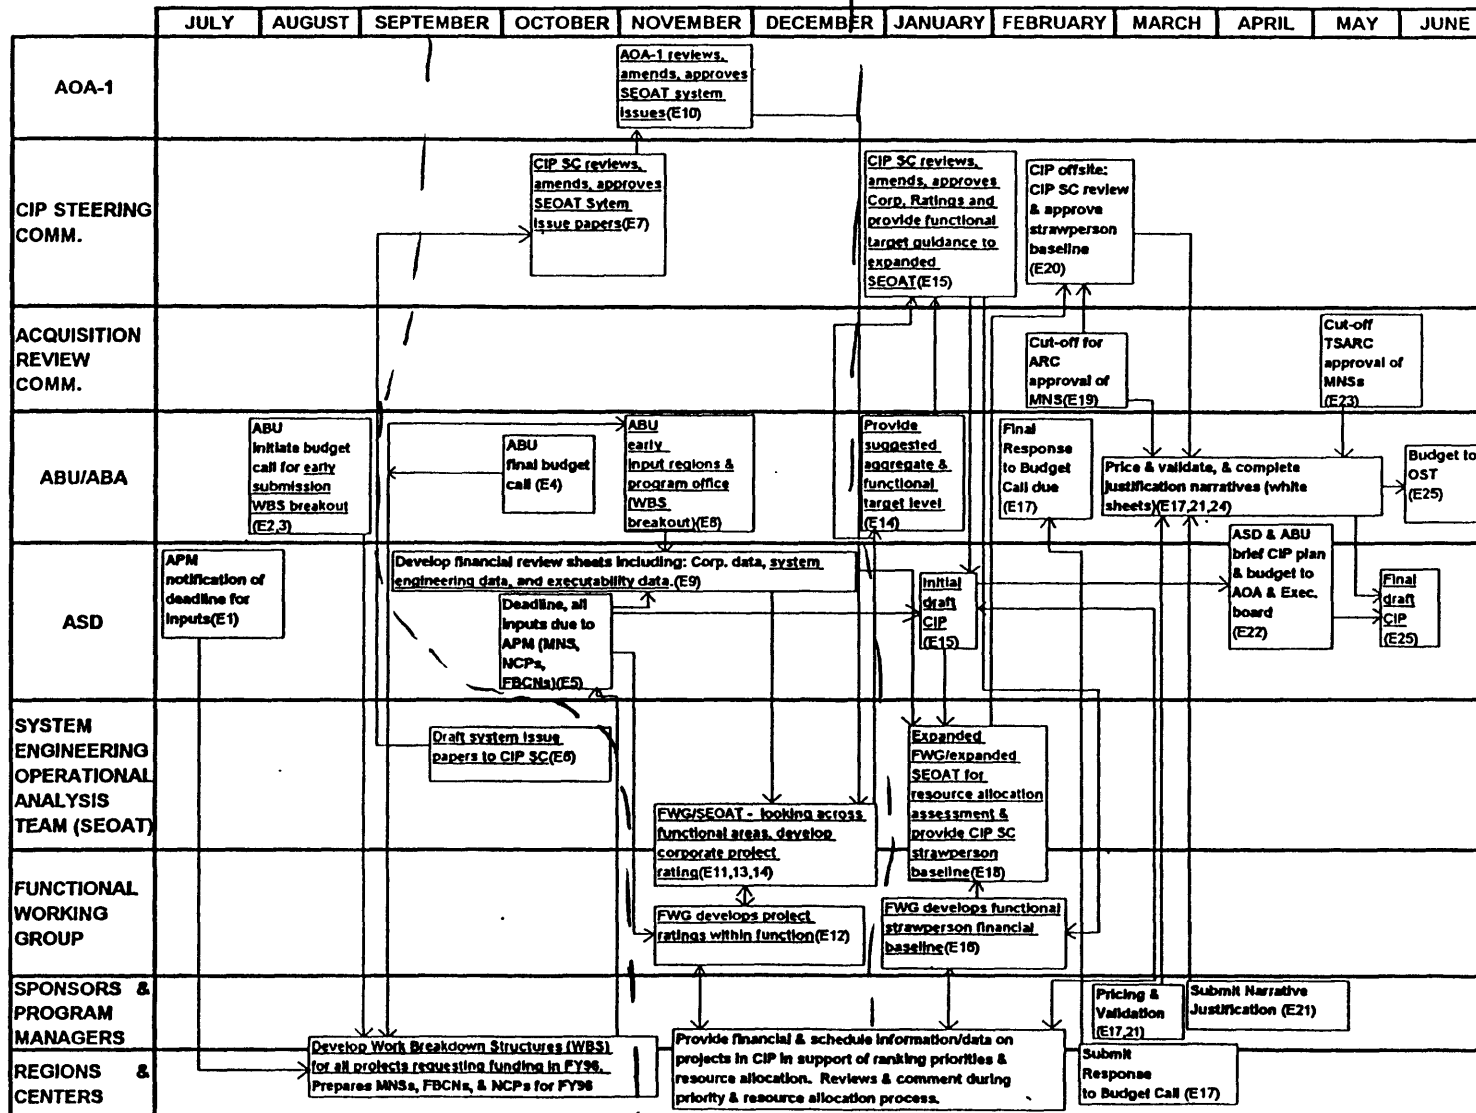 JULY
AUGUST
SEPTEMBER
OCTOBER
NOVEMBER
DECEMBER
JANUARY
FEBRUARY
MARCH
APRIL
MAY
JUNE
AOA-1
AOA-1 reviews,
amends, approves
SEOAT system
issues(E10)
CIP STEERING
COMM.
CIP SC reviews,
amends, approves
SEOAT Sytem
issue papers(E7)
CIP SC reviews,
amends, approves
Corp, Ratings and
provide functional
target guidance to
expanded
SEOAT(E15)
CIP offsite:
CIP SC review
& approve
strawperson
baseline
(E20)
ACQUISITION
REVIEW
COMM.
Cut-off for
ARC
approval of
MNS(E19)
Cut-off
TSARC
approval of
MNSs
(E23)
ABU/ABA
ABU
initiate budget
call for early
submission
WBS breakout
(E2,3)
ABU
final budget
call (E4)
ABU
early
input regions &
program office
(WBS
breakout)(E8)
Provide
suggested
aggregate &
functional
target level
(E14)
Final
Response
to Budget
Call due
(E17)
Price & validate, & complete
justification narratives (white
sheets)(E17,21,24)
Budget to
OST
(E25)
ASD
APM
notification of
deadline for
inputs(E1)
Develop financial review sheets including: Corp. data, system
engineering data, and executability data.(E9)
Deadline, all
inputs due to
APM (MNS,
NCPs,
FBCNs)(E5)
Initial
draft
CIP
(E15)
ASD & ABU
brief CIP plan
& budget to
AOA & Exec.
board
(E22)
Final
draft
CIP
(E25)
SYSTEM
ENGINEERING
OPERATIONAL
ANALYSIS
TEAM (SEOAT)
Draft system issue
papers to CIP SC(E6)
FWG/SEOAT - looking across
functional areas, develop
corporate project
rating(E11,13,14)
Expanded
FWG/expanded
SEOAT for
resource allocation
assessment &
provide CIP SC
strawperson
baseline(E18)
FUNCTIONAL
WORKING
GROUP
FWG develops project
ratings within function(E12)
FWG develops functional
strawperson financial
baseline(E16)
SPONSORS &
PROGRAM
MANAGERS
Pricing &
Validation
(E17,21)
Submit Narrative
Justification (E21)
REGIONS &
CENTERS
Develop Work Breakdown Structures (WBS)
for all projects requesting funding in FY96.
Prepares MNSs, FBCNs, & NCPs for FY96
Provide financial & schedule information/data on
projects in CIP in support of ranking priorities &
resource allocation. Reviews & comment during
priority & resource allocation process.
Submit
Response
to Budget Call (E17)